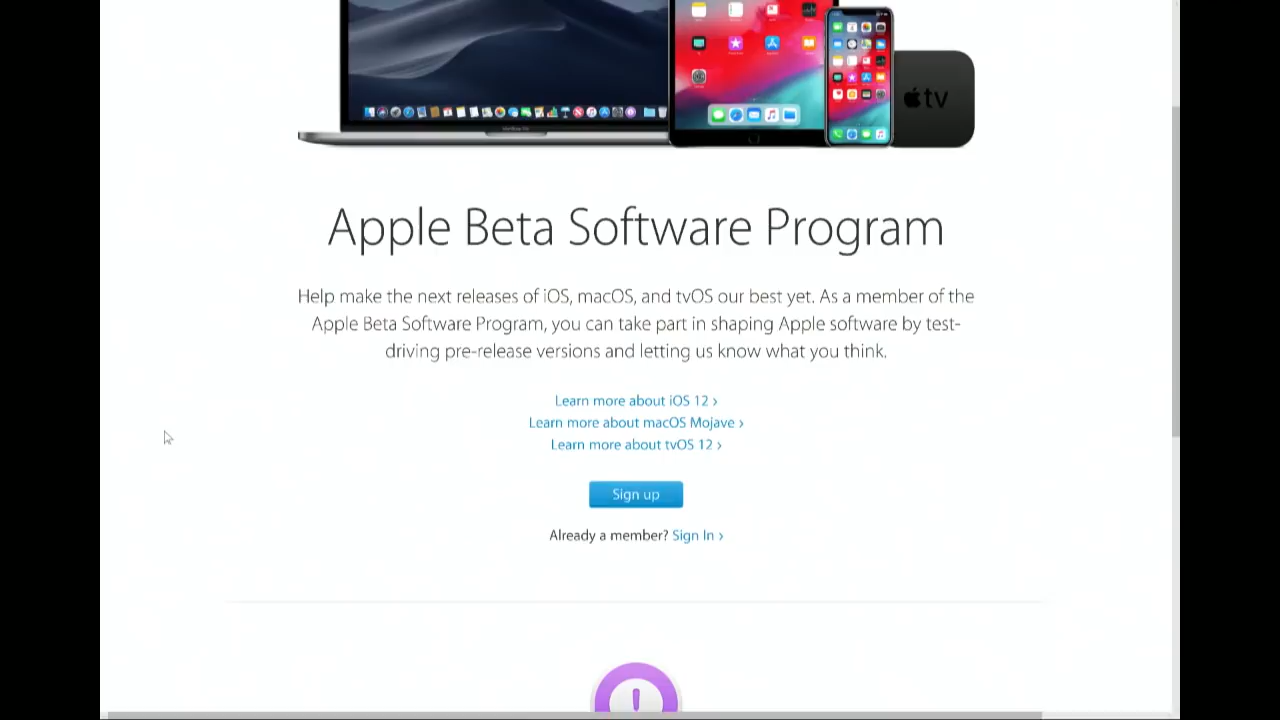 tv
Apple Beta Software Program
Help make the next releases of iOS, macOS, and tvOS our best yet. As a member of the
Apple Beta Software Program, you can take part in shaping Apple software by test-
driving pre-release versions and letting us know what you think.
Learn more about iOS 12 ›
Learn more about macOS Mojave ›
Learn more about tvOS 12 ›
Sign up
Already a member? Sign In ›